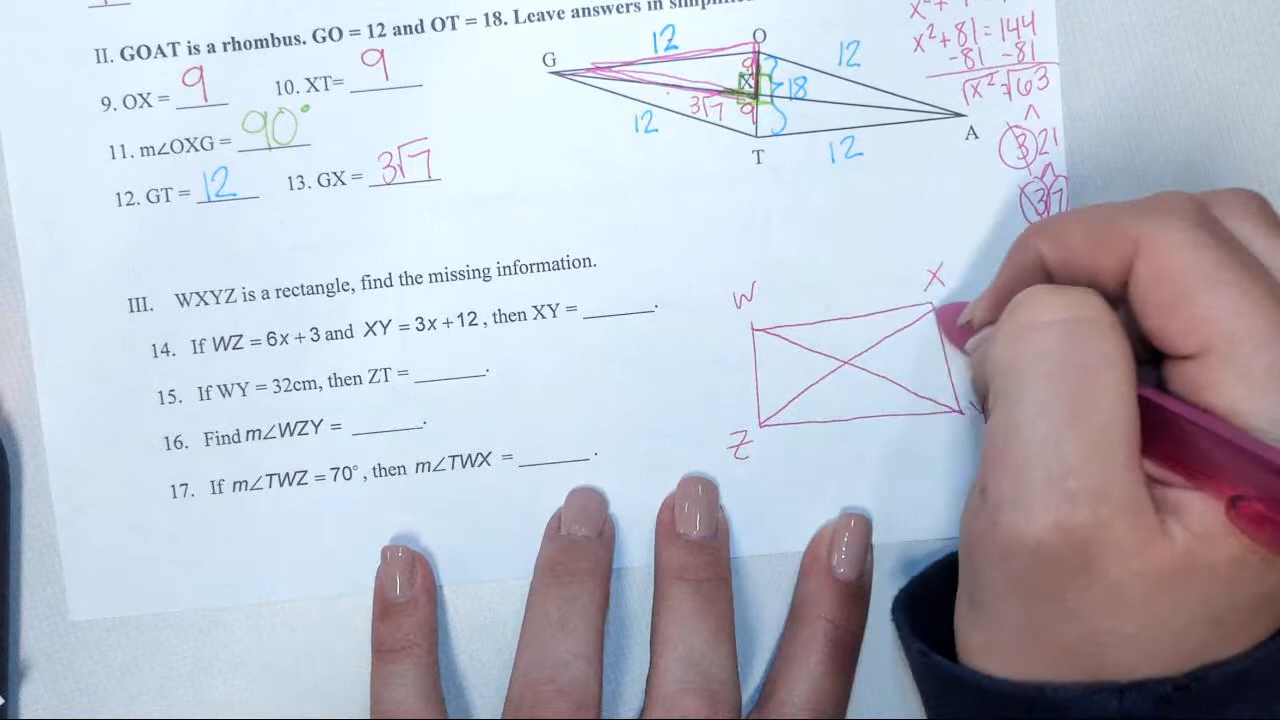 II. GOAT is a rhombus. GO = 12 and OT = 18. Leave answers in
9. OX = 9
10. XT= 9
11. m∠OXG = 90°
12. GT = 12
13. GX = 3√7
G
12
O
12
9
X
18
3√7
9
12
T
12
A
x²+81=144
-81 -81
√x²=√63
3 21
3 7
III. WXYZ is a rectangle, find the missing information.
14. If WZ = 6x+3 and XY = 3x+12, then XY = ______.
15. If WY = 32cm, then ZT = ______.
16. Find m∠WZY = ______.
17. If m∠TWZ = 70°, then m∠TWX = ______.
W
X
Z